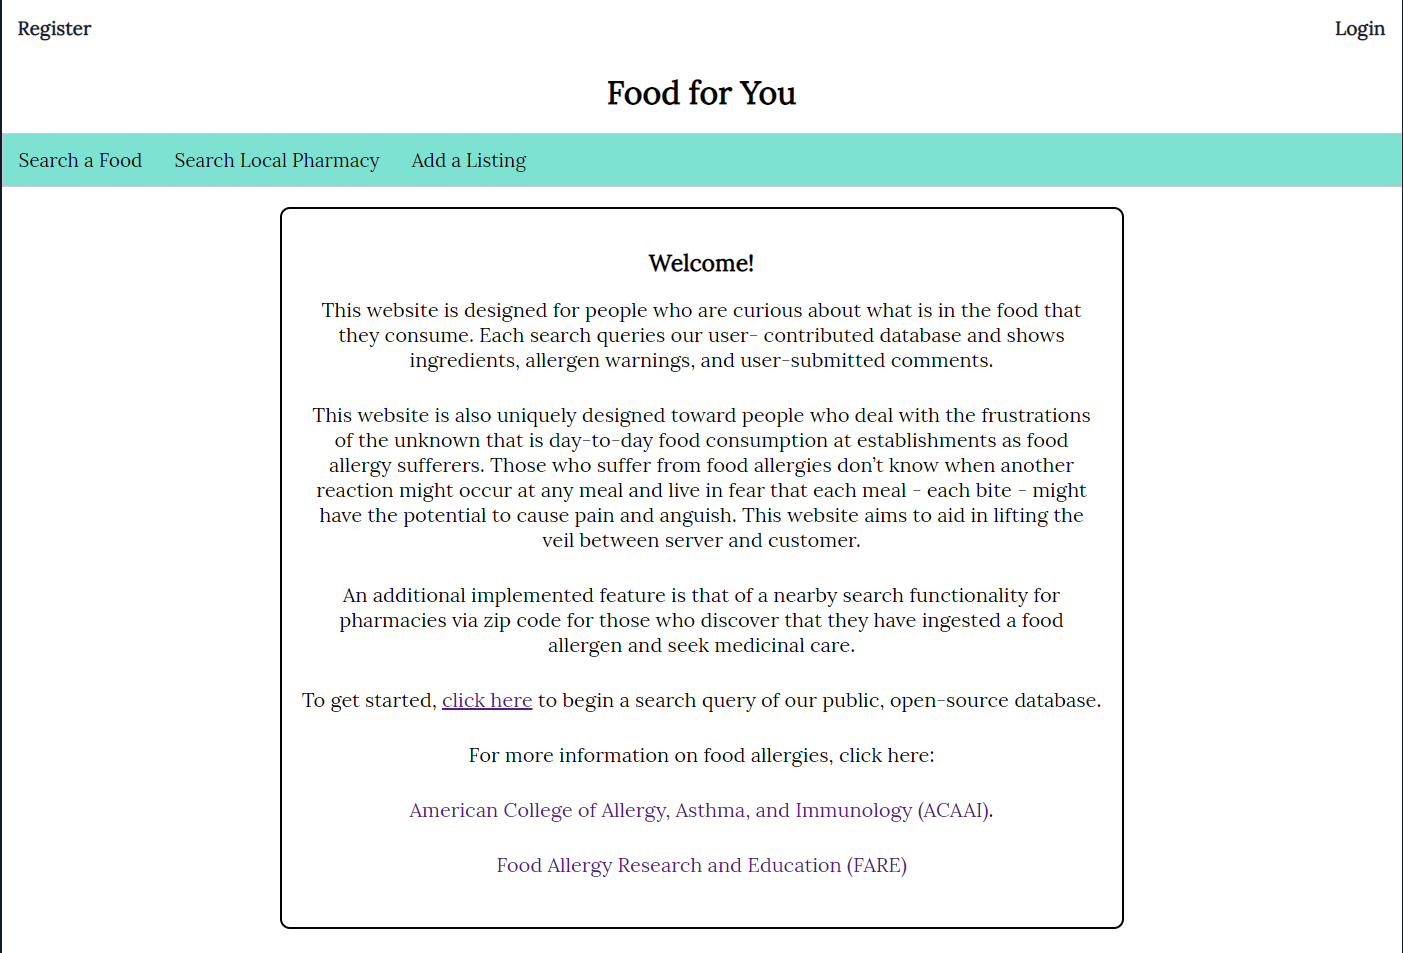 Register
Login
Food for You
Search a Food
Search Local Pharmacy
Add a Listing
Welcome!
This website is designed for people who are curious about what is in the food that
they consume. Each search queries our user- contributed database and shows
ingredients, allergen warnings, and user-submitted comments.
This website is also uniquely designed toward people who deal with the frustrations
of the unknown that is day-to-day food consumption at establishments as food
allergy sufferers. Those who suffer from food allergies don’t know when another
reaction might occur at any meal and live in fear that each meal - each bite - might
have the potential to cause pain and anguish. This website aims to aid in lifting the
veil between server and customer.
An additional implemented feature is that of a nearby search functionality for
pharmacies via zip code for those who discover that they have ingested a food
allergen and seek medicinal care.
To get started, click here to begin a search query of our public, open-source database.
For more information on food allergies, click here:
American College of Allergy, Asthma, and Immunology (ACAAI).
Food Allergy Research and Education (FARE)